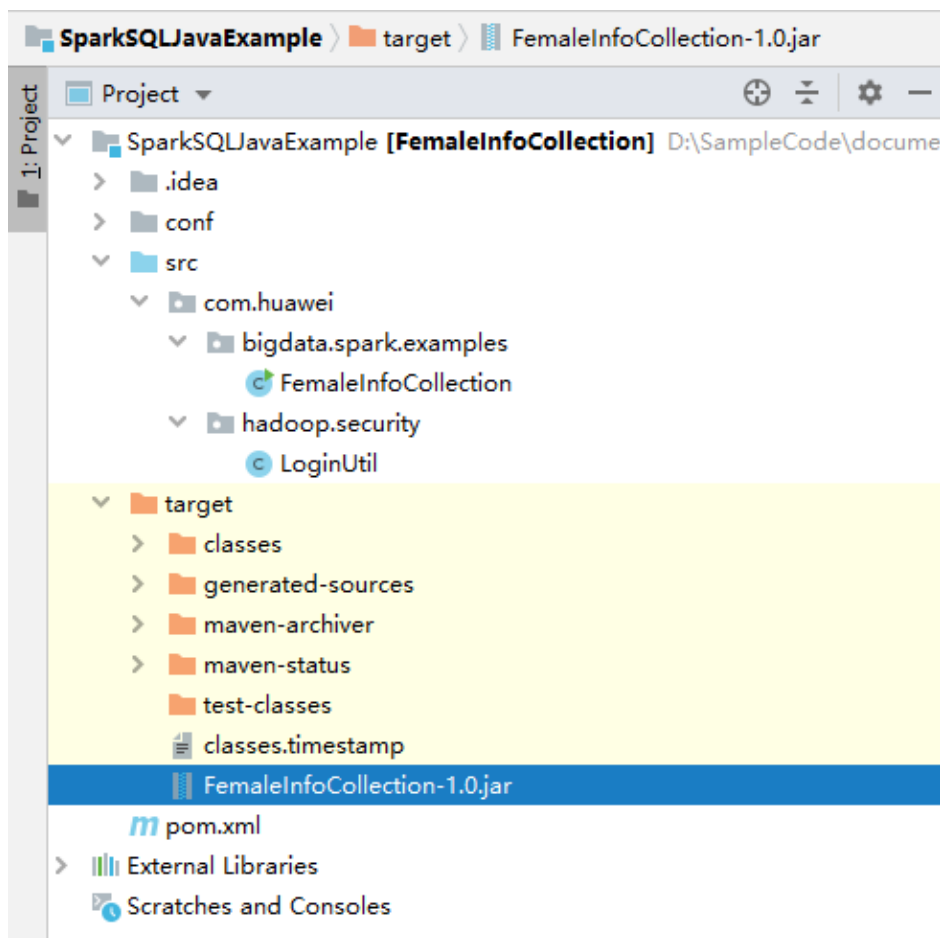 SparkSQLJavaExample 〉 target 〉 FemaleInfoCollection-1.0.jar
1: Project
Project
SparkSQLJavaExample [FemaleInfoCollection] D:\SampleCode\docume
.idea
conf
src
com.huawei
bigdata.spark.examples
FemaleInfoCollection
hadoop.security
LoginUtil
target
classes
generated-sources
maven-archiver
maven-status
test-classes
classes.timestamp
FemaleInfoCollection-1.0.jar
pom.xml
External Libraries
Scratches and Consoles